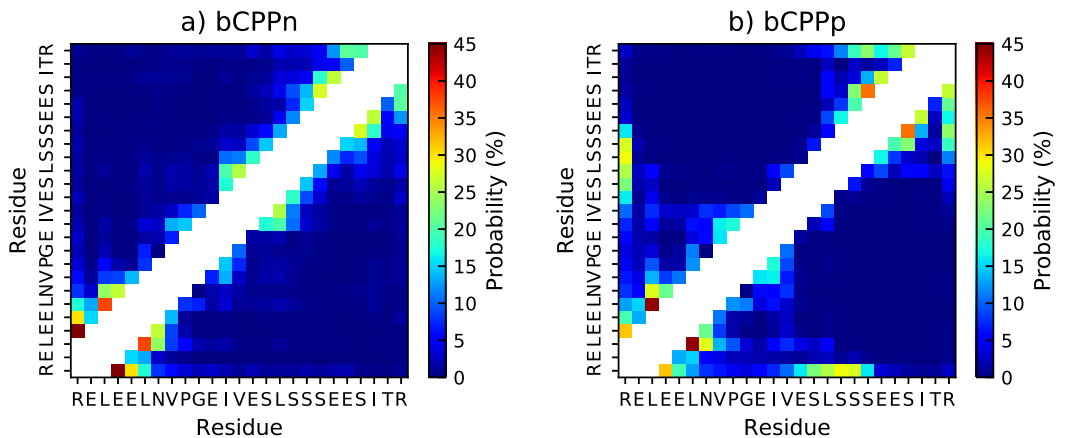 a) bCPPn
Residue
RELEELNVPGEIVESLSSSEESITR
RELEELNVPGEIVESLSSSEESITR
Residue
45
40
35
30
25
20
15
10
5
0
Probability (%)
b) bCPPp
Residue
RELEELNVPGEIVESLSSSEESITR
RELEELNVPGEIVESLSSSEESITR
Residue
45
40
35
30
25
20
15
10
5
0
Probability (%)